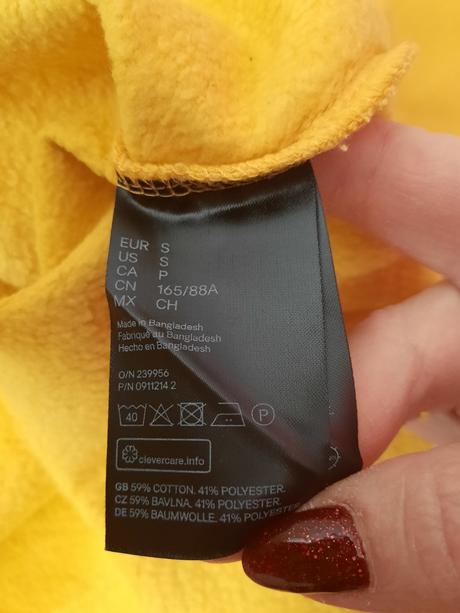 EUR S
US S
CA P
CN 165/88A
MX CH
Made in Bangladesh
Fabriqué au Bangladesh
Hecho en Bangladesh
O/N 239956
P/N 0911214 2
40 P
clevercare.info
GB 59% COTTON. 41% POLYESTER.
CZ 59% BAVLNA. 41% POLYESTER.
DE 59% BAUMWOLLE. 41% POLYESTER